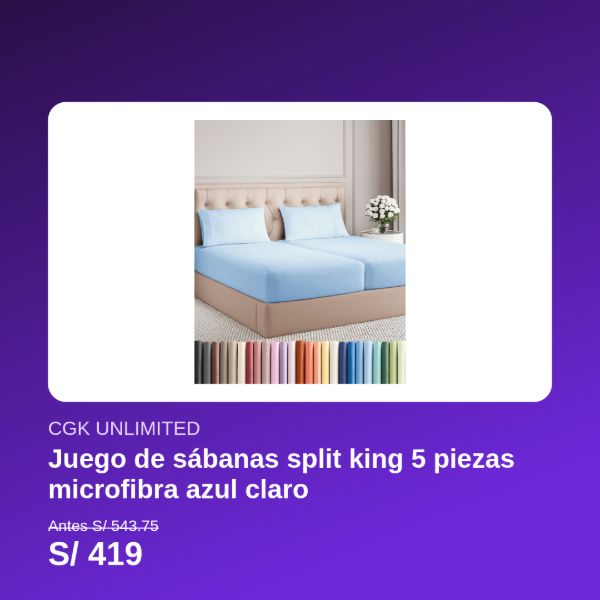 CGK UNLIMITED
Juego de sábanas split king 5 piezas
microfibra azul claro
Antes S/ 543.75
S/ 419